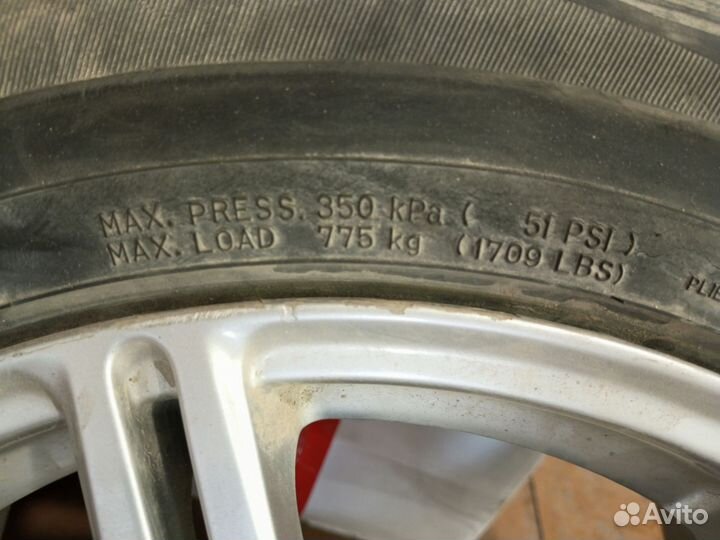 MAX. PRESS. 350 kPa ( 51 PSI )
MAX. LOAD 775 kg (1709 LBS)
Avito